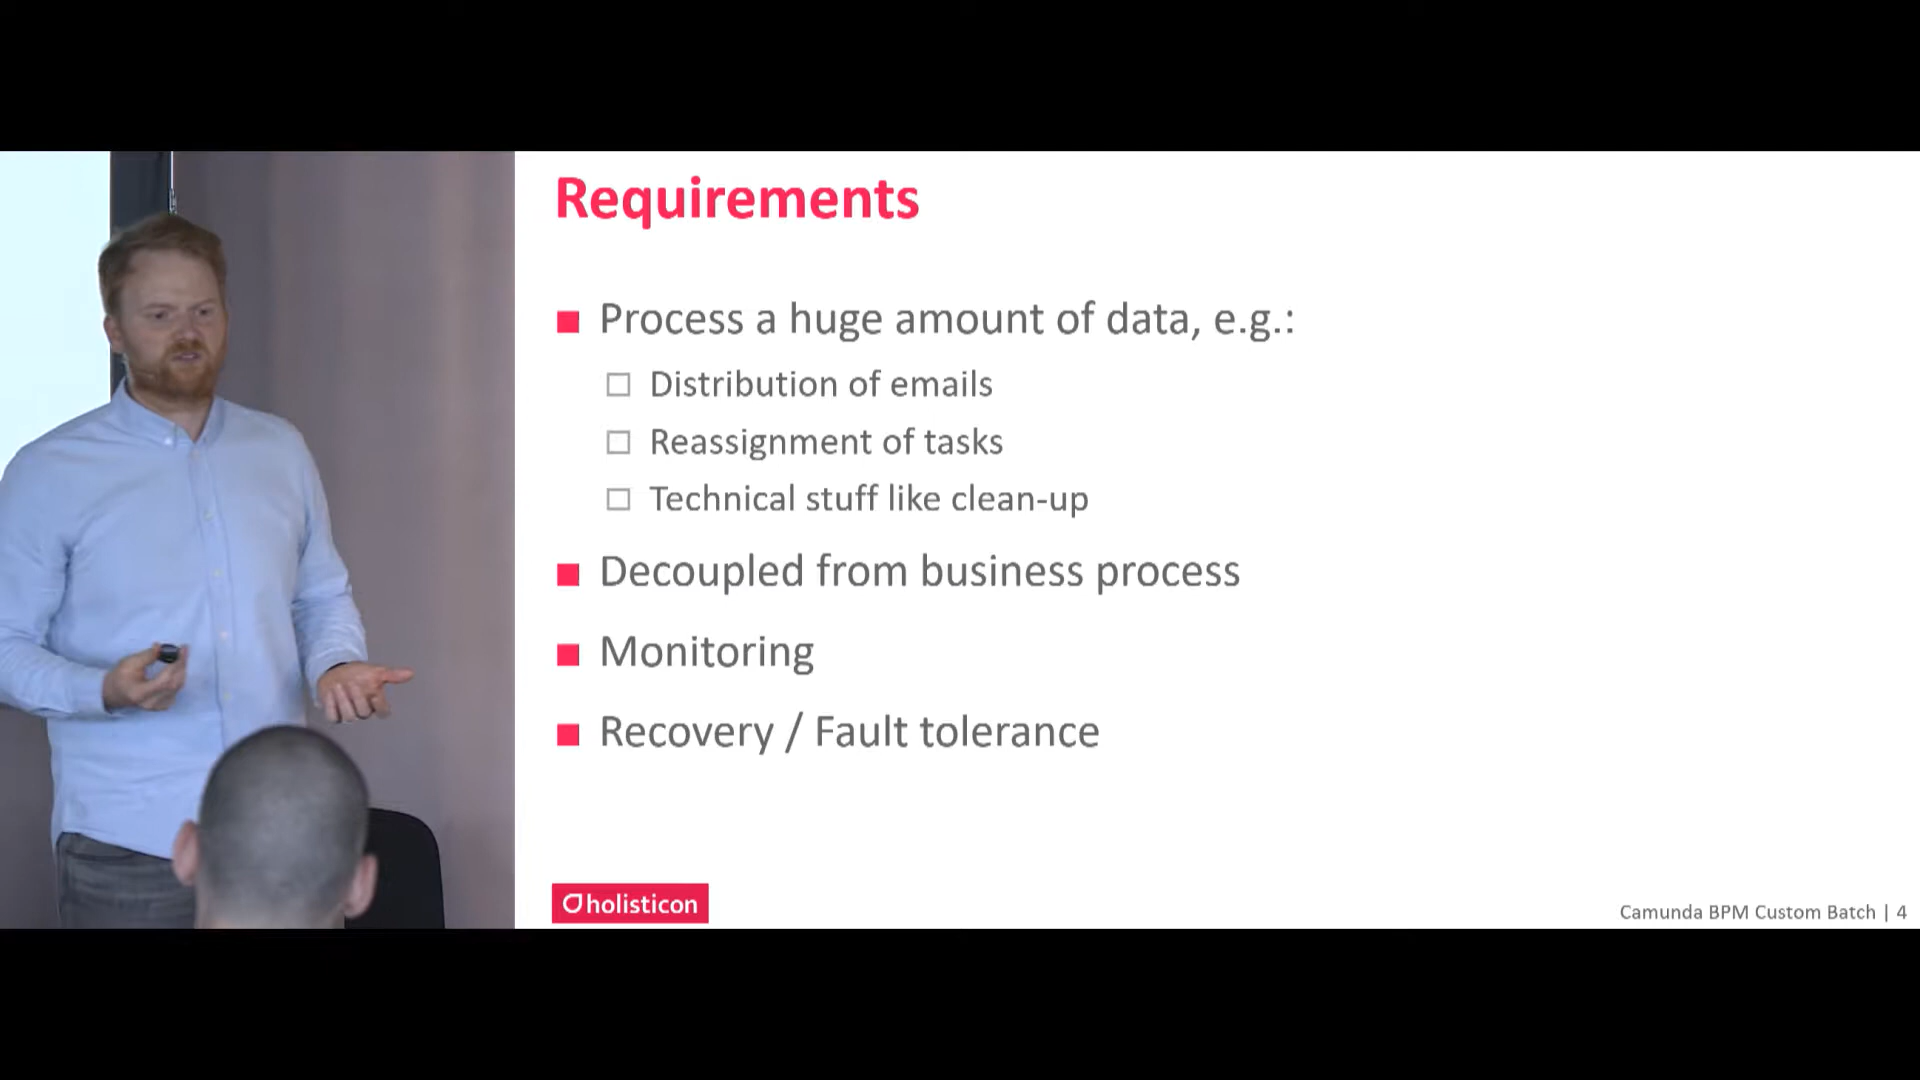 Requirements
Process a huge amount of data, e.g.:
Distribution of emails
Reassignment of tasks
Technical stuff like clean-up
Decoupled from business process
Monitoring
Recovery / Fault tolerance
holisticon
Camunda BPM Custom Batch | 4